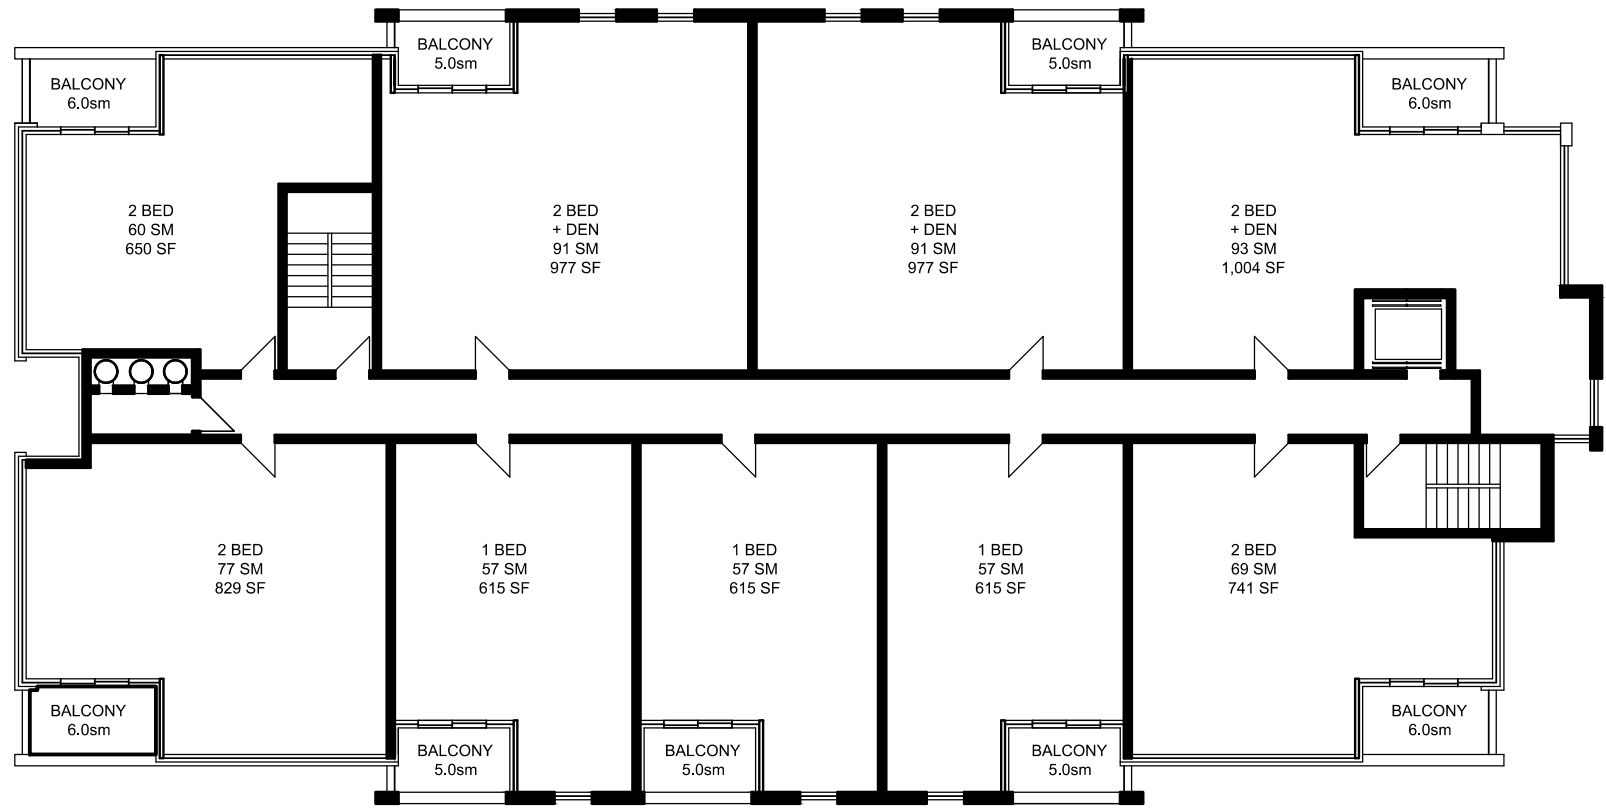 BALCONY
5.0sm
BALCONY
5.0sm
BALCONY
6.0sm
BALCONY
6.0sm
2 BED
60 SM
650 SF
2 BED
+ DEN
91 SM
977 SF
2 BED
+ DEN
91 SM
977 SF
2 BED
+ DEN
93 SM
1,004 SF
2 BED
77 SM
829 SF
1 BED
57 SM
615 SF
1 BED
57 SM
615 SF
1 BED
57 SM
615 SF
2 BED
69 SM
741 SF
BALCONY
6.0sm
BALCONY
5.0sm
BALCONY
5.0sm
BALCONY
5.0sm
BALCONY
6.0sm